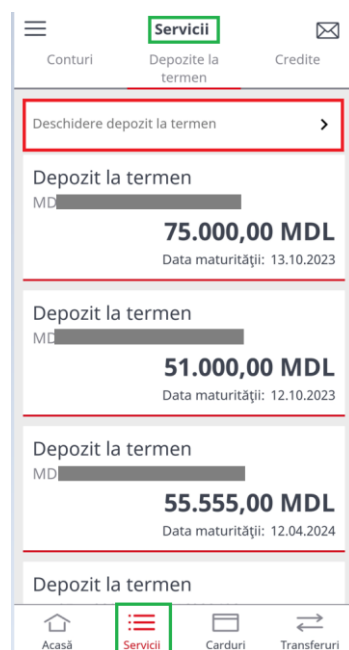 Servicii
Conturi
Depozite la
termen
Credite
Deschidere depozit la termen
Depozit la termen
MD
75.000,00 MDL
Data maturității: 13.10.2023
Depozit la termen
MD
51.000,00 MDL
Data maturității: 12.10.2023
Depozit la termen
MD
55.555,00 MDL
Data maturității: 12.04.2024
Depozit la termen
Acasă
Servicii
Carduri
Transferuri